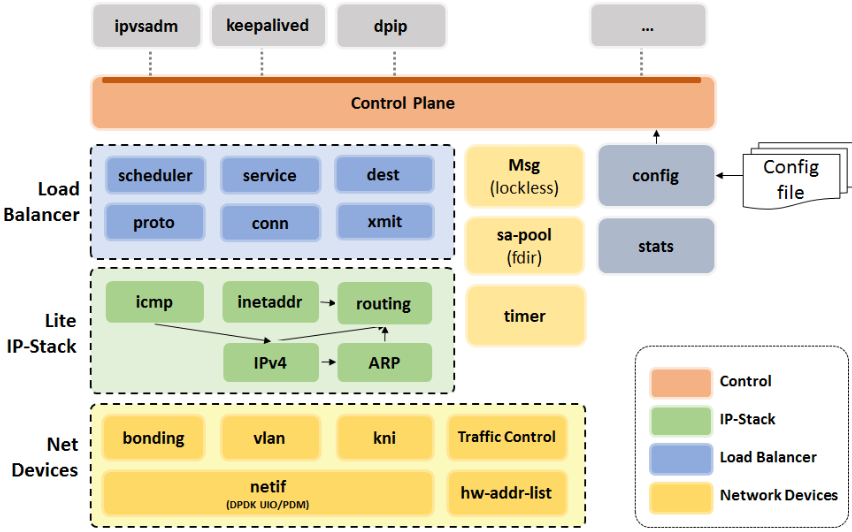 ipvsadm
keepalived
dpip
...
Control Plane
Load
Balancer
scheduler
service
dest
proto
conn
xmit
Msg
(lockless)
config
Config
file
sa-pool
(fdir)
stats
timer
Lite
IP-Stack
icmp
inetaddr
routing
IPv4
ARP
Net
Devices
bonding
vlan
kni
Traffic Control
netif
(DPDK UIO/PDM)
hw-addr-list
Control
IP-Stack
Load Balancer
Network Devices